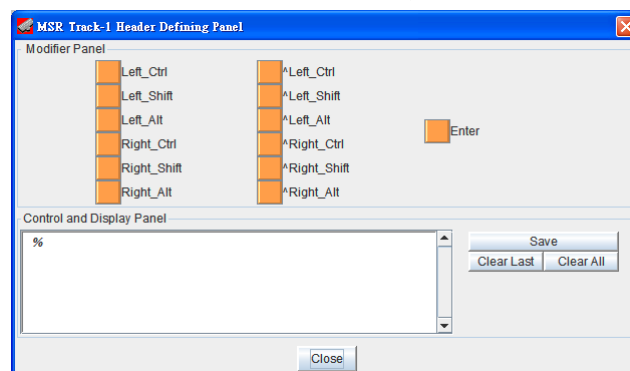 MSR Track-1 Header Defining Panel
Modifier Panel
Left_Ctrl ^Left_Ctrl
Left_Shift ^Left_Shift
Left_Alt ^Left_Alt
Enter
Right_Ctrl ^Right_Ctrl
Right_Shift ^Right_Shift
Right_Alt ^Right_Alt
Control and Display Panel
%
Save
Clear Last Clear All
Close